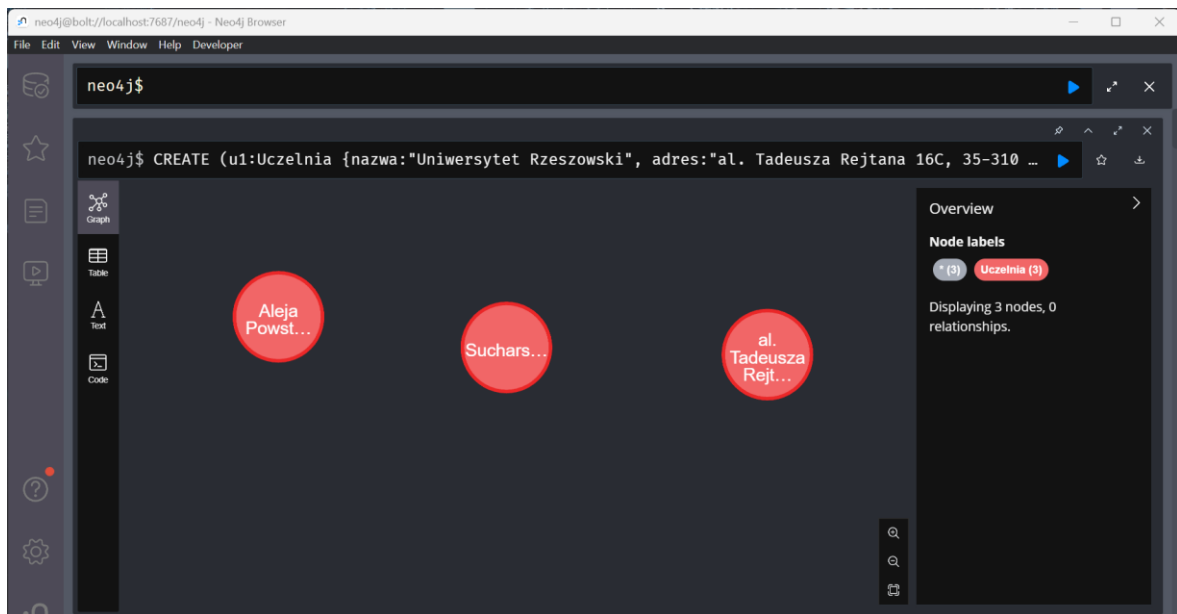 neo4j@bolt://localhost:7687/neo4j - Neo4j Browser
File Edit View Window Help Developer
neo4j$
neo4j$ CREATE (u1:Uczelnia {nazwa:"Uniwersytet Rzeszowski", adres:"al. Tadeusza Rejtana 16C, 35-310 …
Graph
Table
Text
Code
Aleja
Powst…
Suchars…
al.
Tadeusza
Rejt…
Overview
Node labels
* (3) Uczelnia (3)
Displaying 3 nodes, 0
relationships.